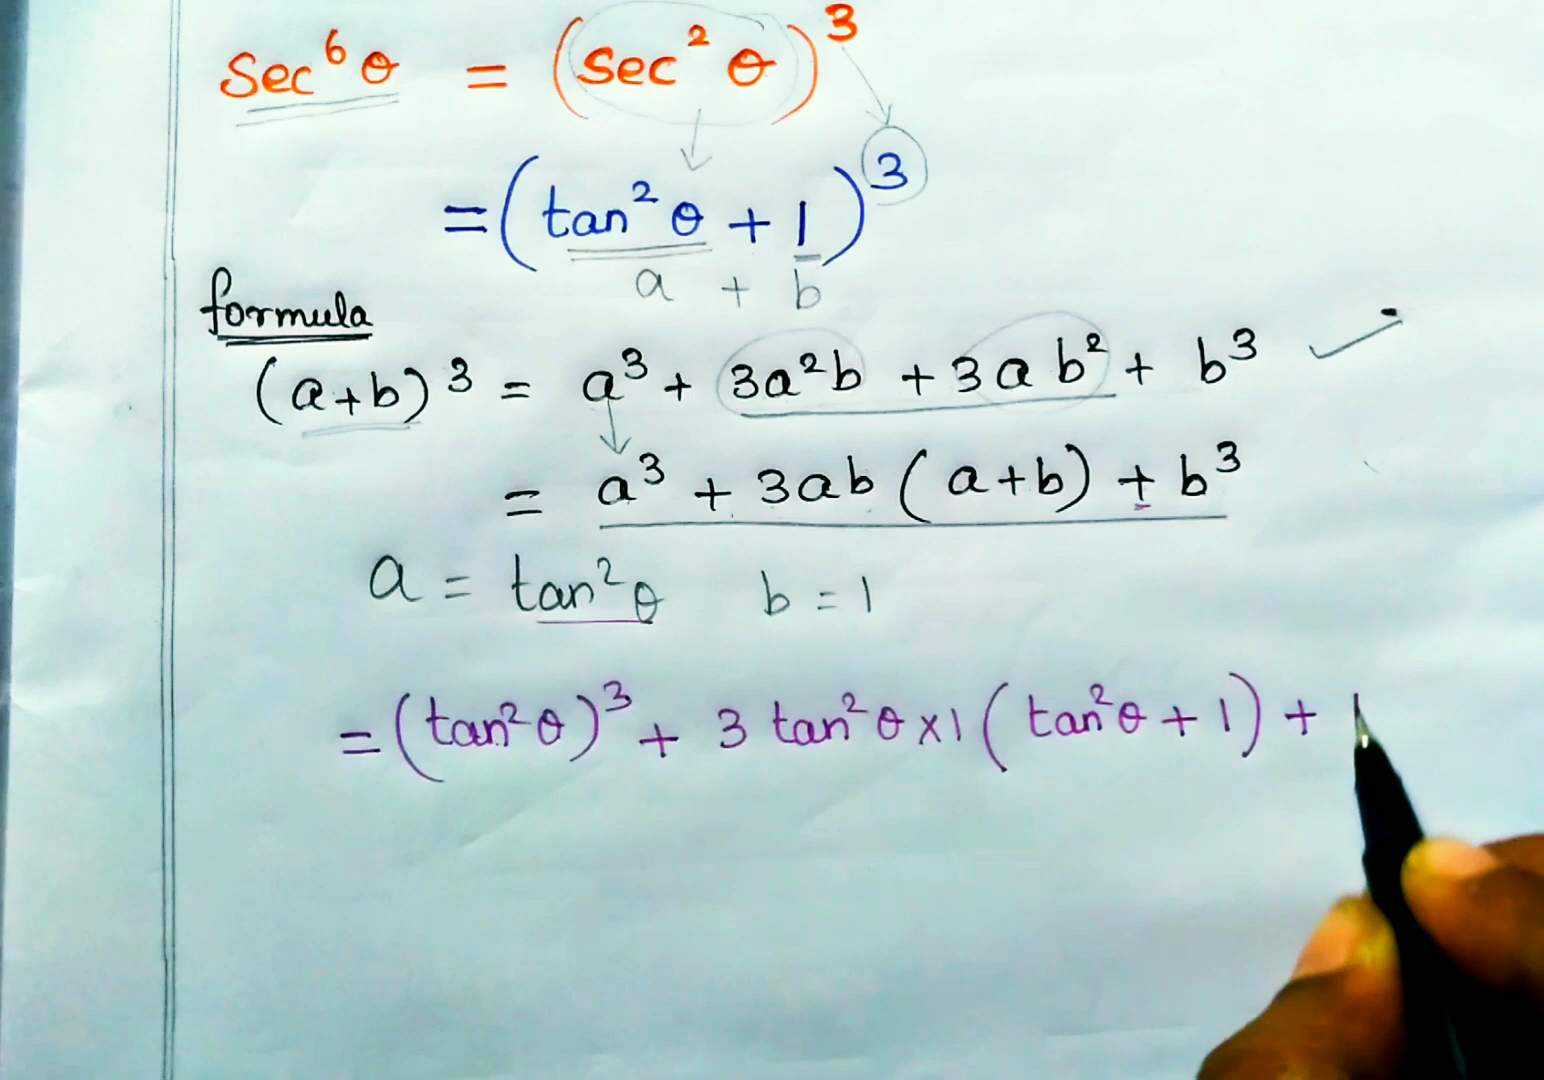 Sec⁶θ = (sec²θ)³
= (tan²θ + 1)³
a + b
formula
(a+b)³ = a³ + 3a²b + 3ab² + b³
= a³ + 3ab(a+b) + b³
a = tan²θ b = 1
= (tan²θ)³ + 3 tan²θ×1(tan²θ + 1) + 1